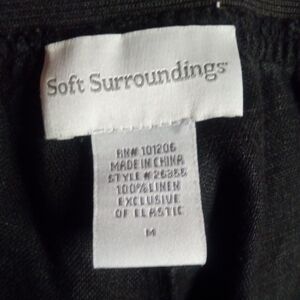 Soft Surroundings
RN# 101206
MADE IN CHINA
STYLE # 26355
100% LINEN
EXCLUSIVE
OF ELASTIC
M